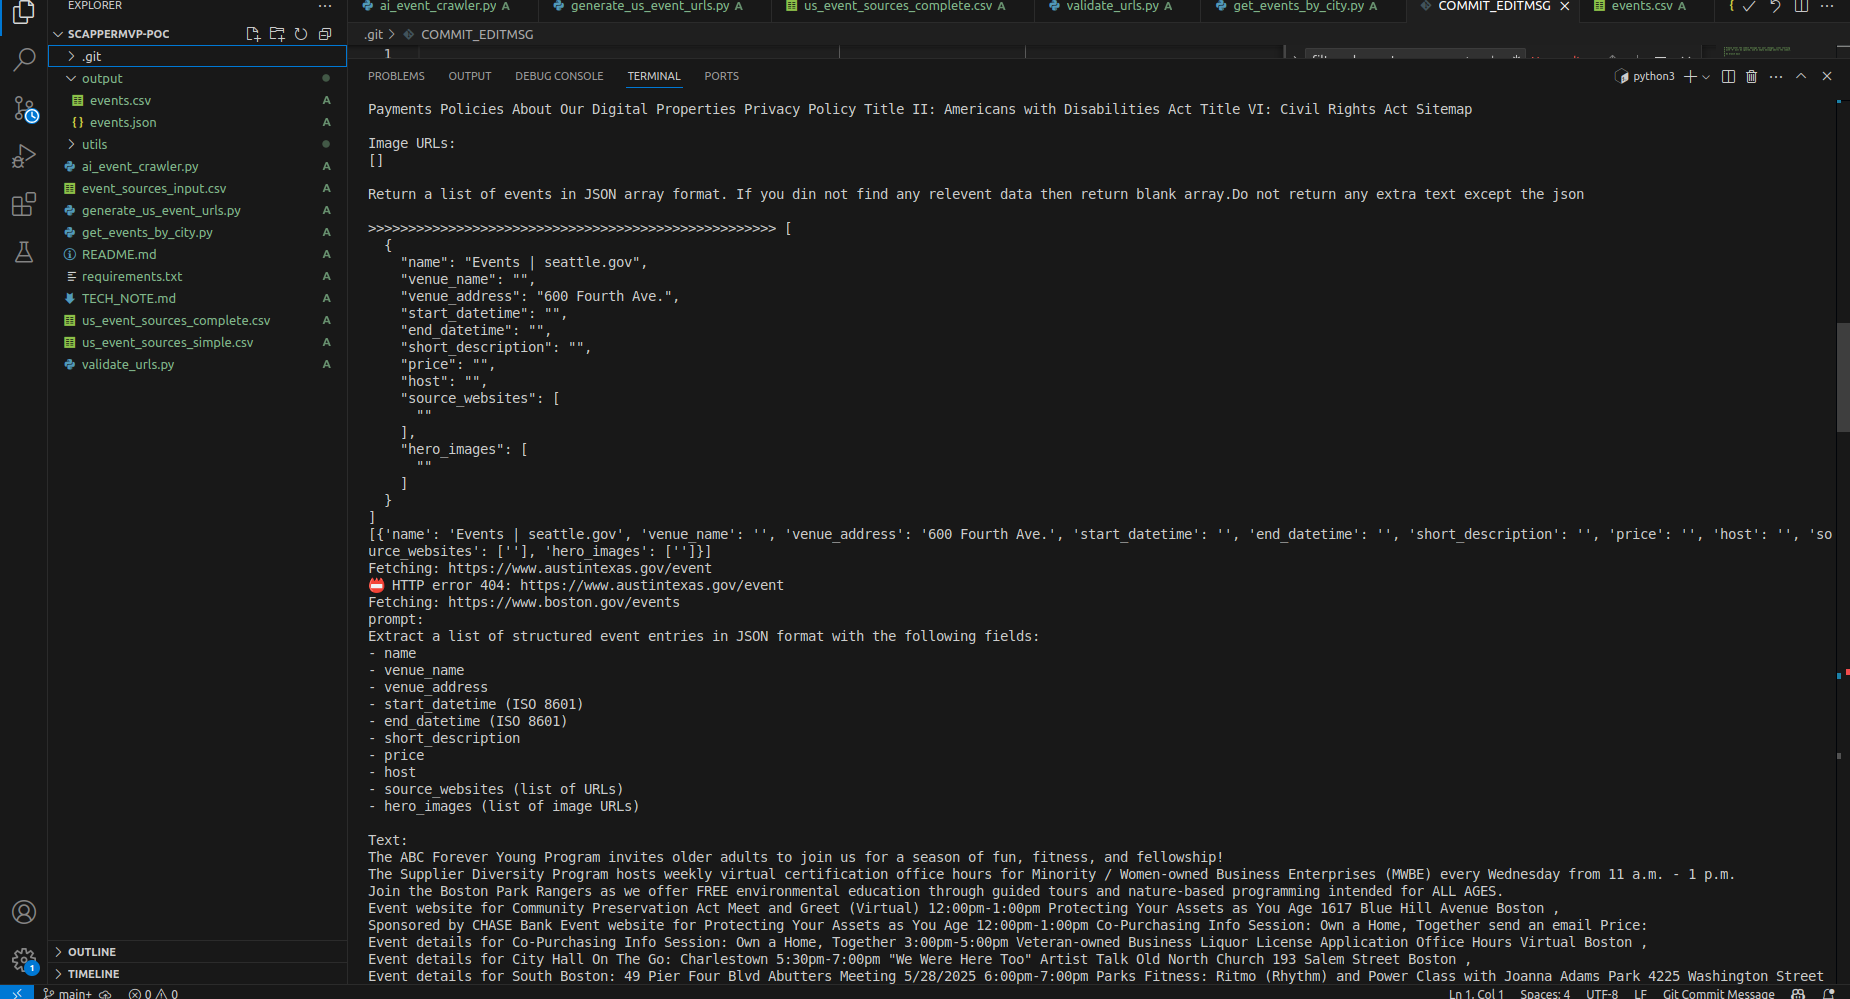 EXPLORER
ai_event_crawler.py A
generate_us_event_urls.py A
us_event_sources_complete.csv A
validate_urls.py A
get_events_by_city.py A
COMMIT_EDITMSG
events.csv A
SCAPPERMVP-POC
.git > COMMIT_EDITMSG
1
.git
output
events.csv A
events.json A
utils
ai_event_crawler.py A
event_sources_input.csv A
generate_us_event_urls.py A
get_events_by_city.py A
README.md A
requirements.txt A
TECH_NOTE.md A
us_event_sources_complete.csv A
us_event_sources_simple.csv A
validate_urls.py A
OUTLINE
TIMELINE
PROBLEMS OUTPUT DEBUG CONSOLE TERMINAL PORTS
python3
Payments Policies About Our Digital Properties Privacy Policy Title II: Americans with Disabilities Act Title VI: Civil Rights Act Sitemap
Image URLs:
[]
Return a list of events in JSON array format. If you din not find any relevent data then return blank array.Do not return any extra text except the json
>>>>>>>>>>>>>>>>>>>>>>>>>>>>>>>>>>>>>>>>>>>>>>>>>>> [
{
"name": "Events | seattle.gov",
"venue_name": "",
"venue_address": "600 Fourth Ave.",
"start_datetime": "",
"end_datetime": "",
"short_description": "",
"price": "",
"host": "",
"source_websites": [
""
],
"hero_images": [
""
]
}
]
[{'name': 'Events | seattle.gov', 'venue_name': '', 'venue_address': '600 Fourth Ave.', 'start_datetime': '', 'end_datetime': '', 'short_description': '', 'price': '', 'host': '', 'so
urce_websites': [''], 'hero_images': ['']}]
Fetching: https://www.austintexas.gov/event
HTTP error 404: https://www.austintexas.gov/event
Fetching: https://www.boston.gov/events
prompt:
Extract a list of structured event entries in JSON format with the following fields:
- name
- venue_name
- venue_address
- start_datetime (ISO 8601)
- end_datetime (ISO 8601)
- short_description
- price
- host
- source_websites (list of URLs)
- hero_images (list of image URLs)
Text:
The ABC Forever Young Program invites older adults to join us for a season of fun, fitness, and fellowship!
The Supplier Diversity Program hosts weekly virtual certification office hours for Minority / Women-owned Business Enterprises (MWBE) every Wednesday from 11 a.m. - 1 p.m.
Join the Boston Park Rangers as we offer FREE environmental education through guided tours and nature-based programming intended for ALL AGES.
Event website for Community Preservation Act Meet and Greet (Virtual) 12:00pm-1:00pm Protecting Your Assets as You Age 1617 Blue Hill Avenue Boston ,
Sponsored by CHASE Bank Event website for Protecting Your Assets as You Age 12:00pm-1:00pm Co-Purchasing Info Session: Own a Home, Together send an email Price:
Event details for Co-Purchasing Info Session: Own a Home, Together 3:00pm-5:00pm Veteran-owned Business Liquor License Application Office Hours Virtual Boston ,
Event details for City Hall On The Go: Charlestown 5:30pm-7:00pm "We Were Here Too" Artist Talk Old North Church 193 Salem Street Boston ,
Event details for South Boston: 49 Pier Four Blvd Abutters Meeting 5/28/2025 6:00pm-7:00pm Parks Fitness: Ritmo (Rhythm) and Power Class with Joanna Adams Park 4225 Washington Street
1
main+
0 0
Ln 1, Col 1 Spaces: 4 UTF-8 LF Git Commit Message